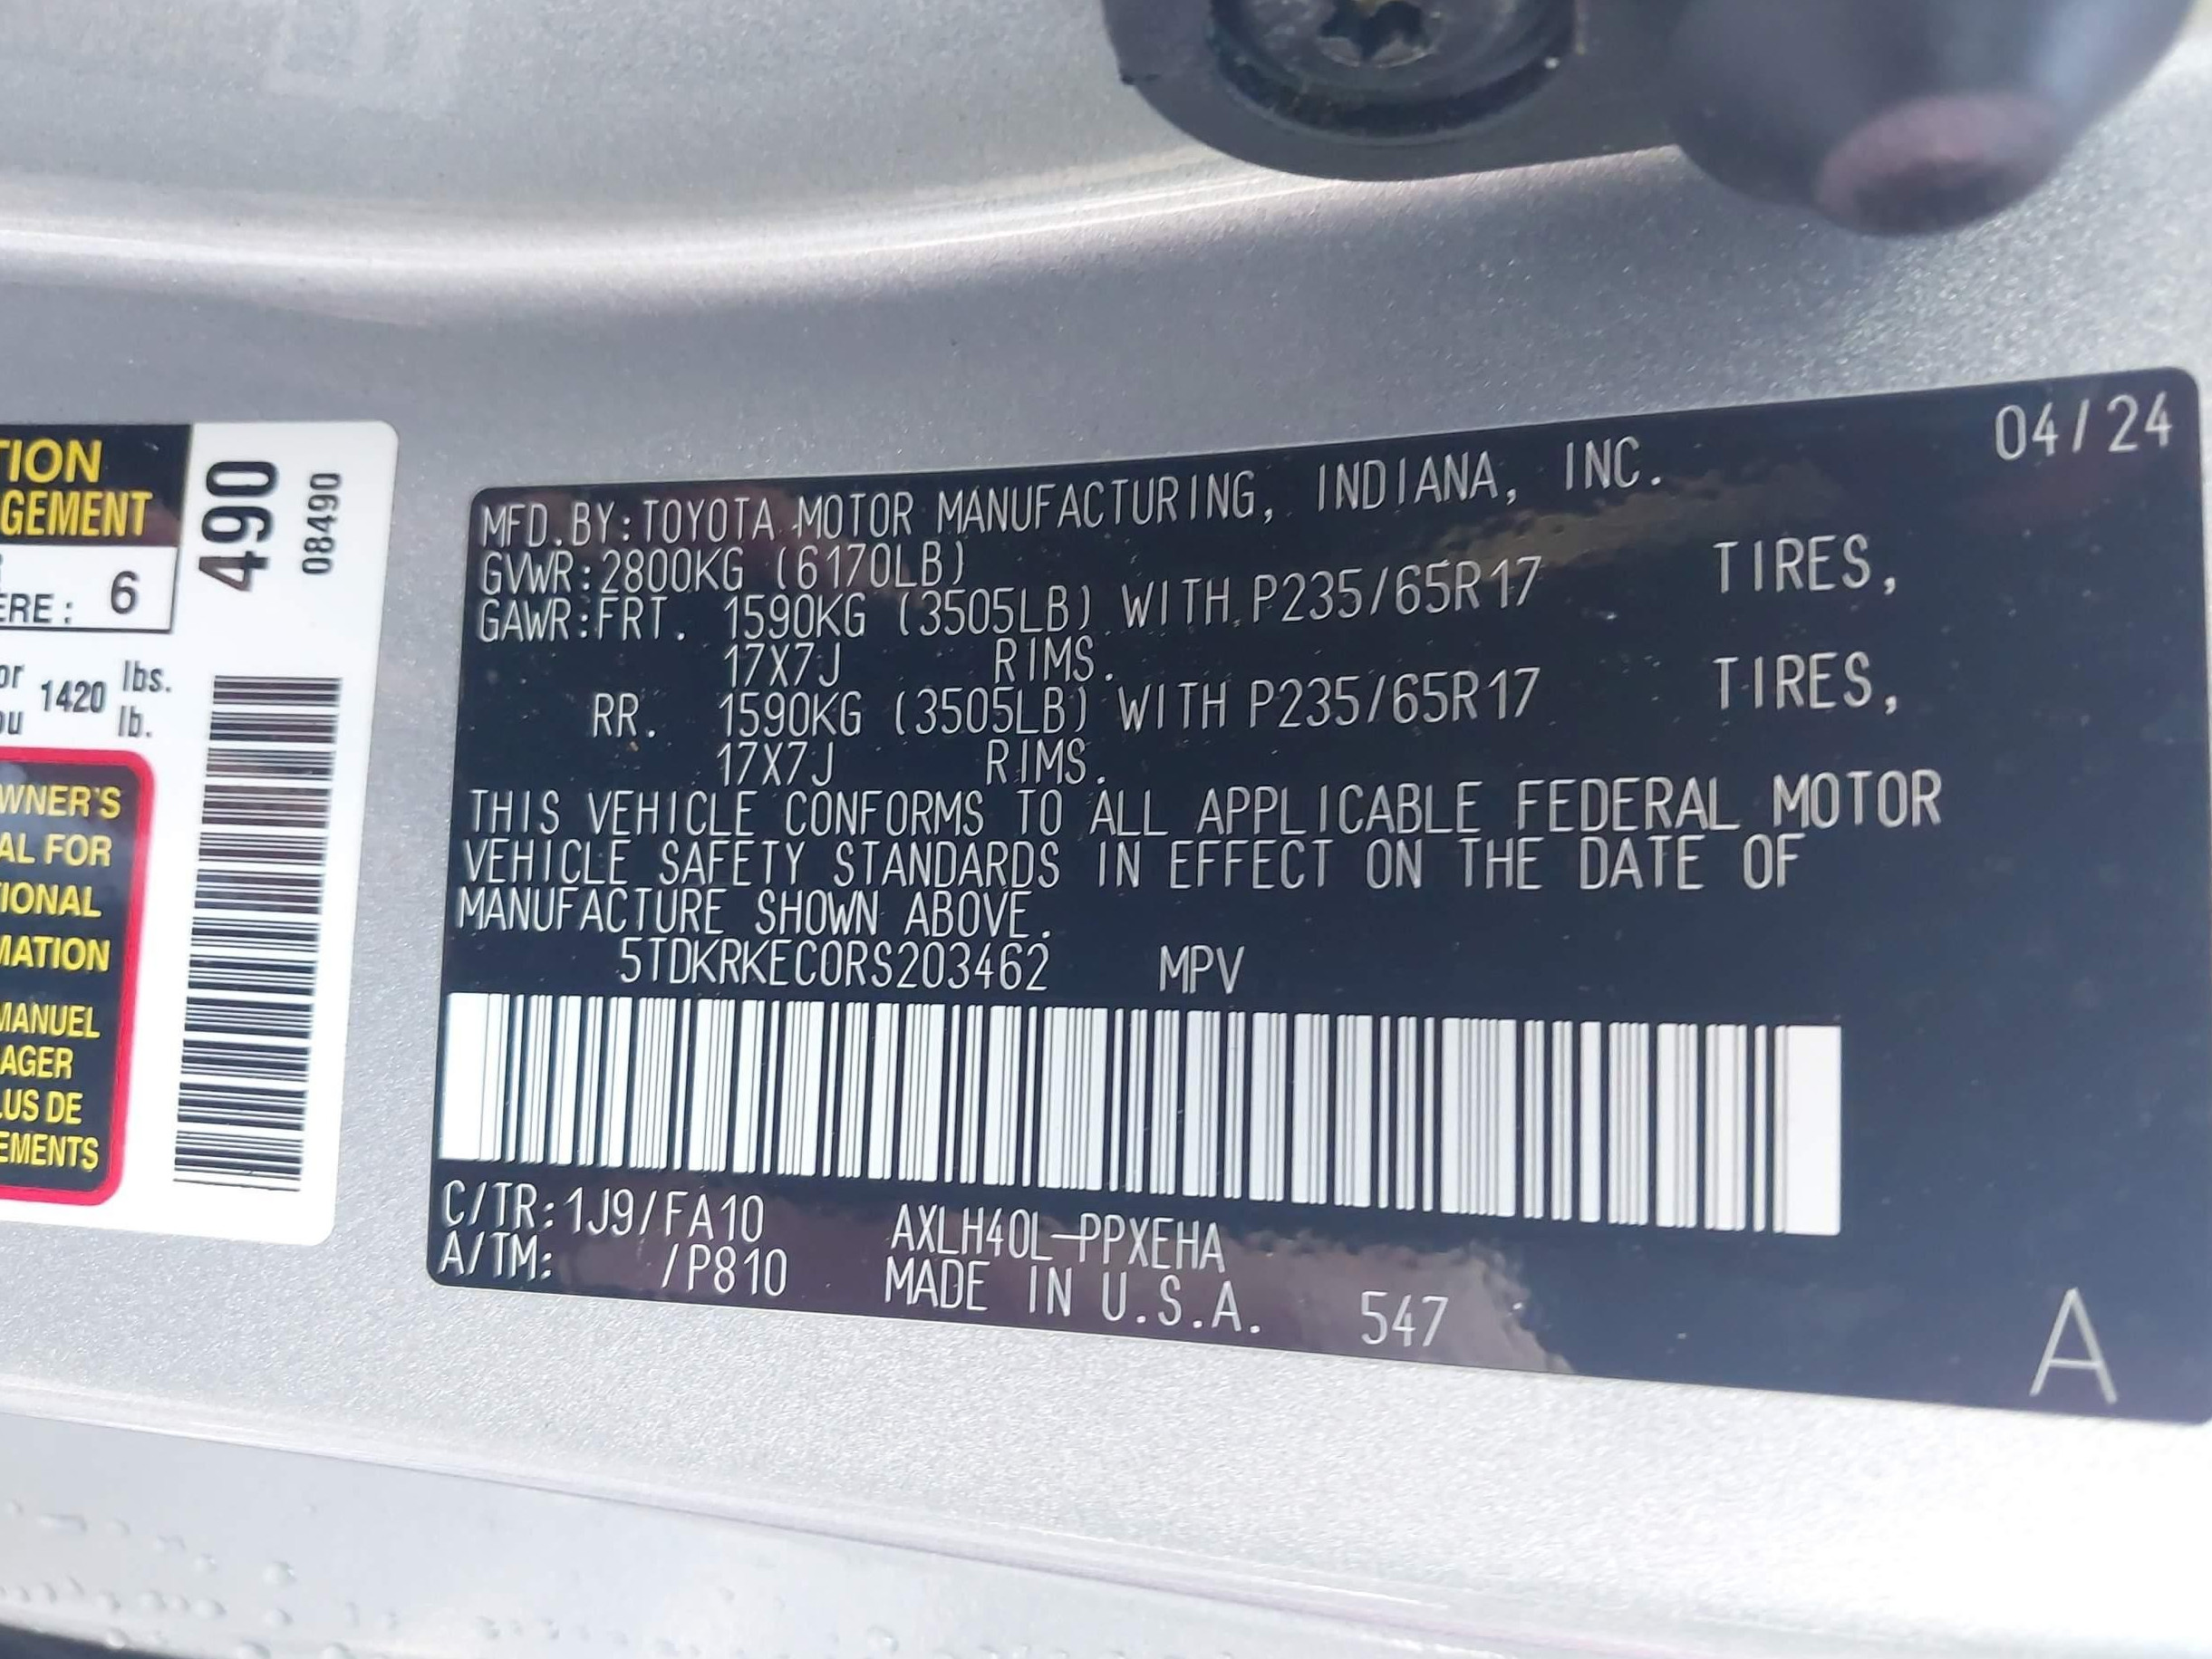 TION
GEMENT
ERE: 6
or 1420 lbs.
ou lb.
WNER'S
AL FOR
TIONAL
MATION
MANUEL
AGER
LUS DE
EMENTS
490
08490
04/24
MFD.BY:TOYOTA MOTOR MANUFACTURING, INDIANA, INC.
GVWR:2800KG (6170LB)
GAWR:FRT. 1590KG (3505LB) WITH P235/65R17 TIRES,
17X7J RIMS.
RR. 1590KG (3505LB) WITH P235/65R17 TIRES,
17X7J RIMS.
THIS VEHICLE CONFORMS TO ALL APPLICABLE FEDERAL MOTOR
VEHICLE SAFETY STANDARDS IN EFFECT ON THE DATE OF
MANUFACTURE SHOWN ABOVE.
5TDKRKEC0RS203462 MPV
C/TR:1J9/FA10 AXLH40L-PPXEHA
A/TM: /P810 MADE IN U.S.A. 547
A